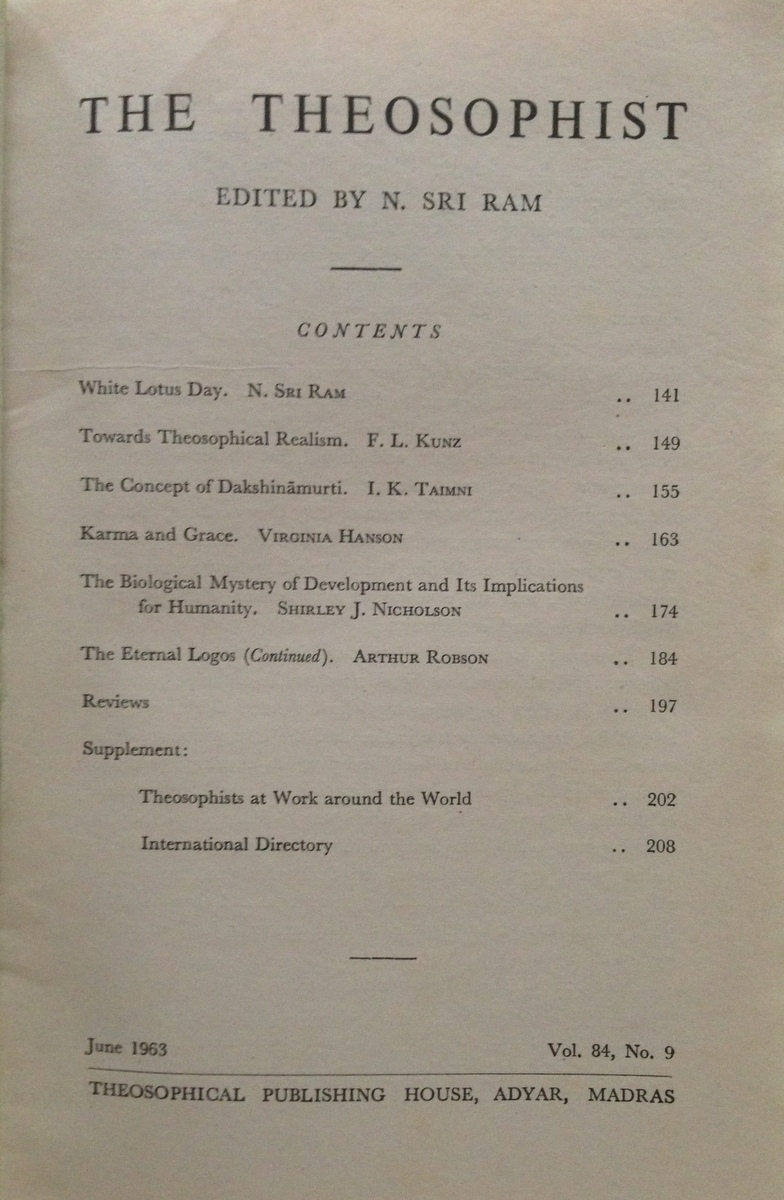 THE THEOSOPHIST
EDITED BY N. SRI RAM
CONTENTS
White Lotus Day. N. SRI RAM .. 141
Towards Theosophical Realism. F. L. KUNZ .. 149
The Concept of Dakshināmurti. I. K. TAIMNI .. 155
Karma and Grace. VIRGINIA HANSON .. 163
The Biological Mystery of Development and Its Implications
for Humanity. SHIRLEY J. NICHOLSON .. 174
The Eternal Logos (Continued). ARTHUR ROBSON .. 184
Reviews .. 197
Supplement:
Theosophists at Work around the World .. 202
International Directory .. 208
June 1963 Vol. 84, No. 9
THEOSOPHICAL PUBLISHING HOUSE, ADYAR, MADRAS